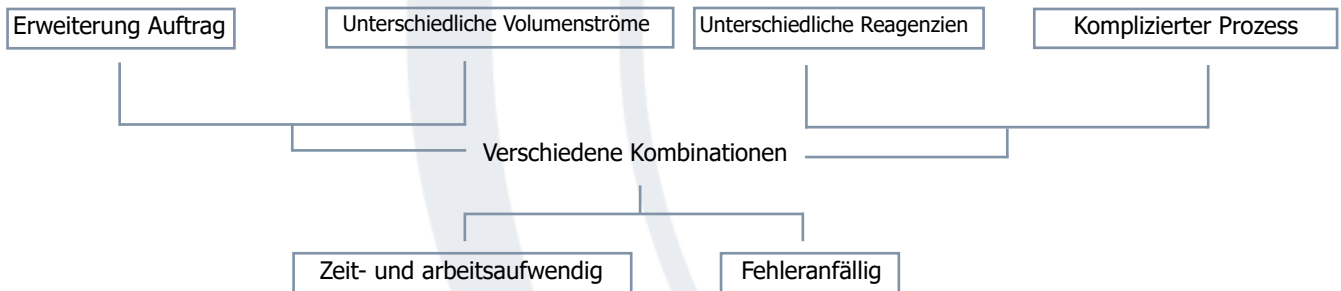 Erweiterung Auftrag
Unterschiedliche Volumenströme
Unterschiedliche Reagenzien
Komplizierter Prozess
Verschiedene Kombinationen
Zeit- und arbeitsaufwendig
Fehleranfällig